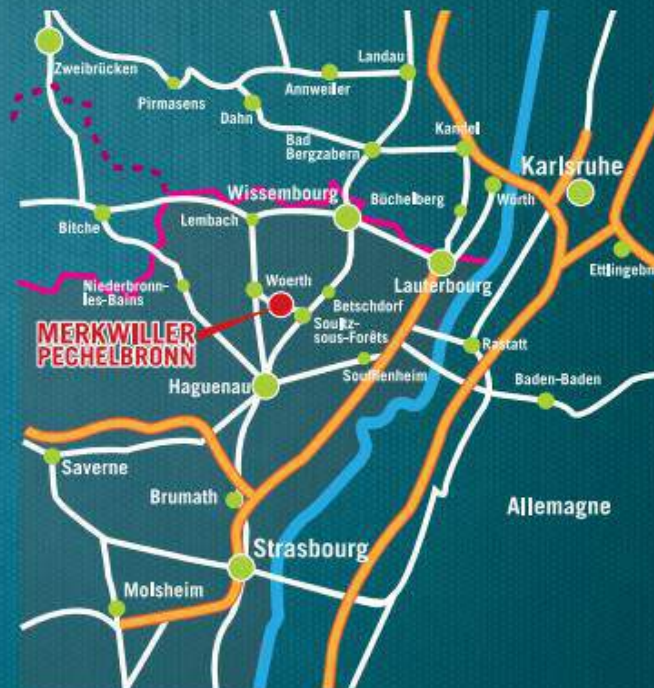 Landau
Zweibrücken
Annweiler
Pirmasens
Dahn
Kandel
Bad
Bergzabern
Karlsruhe
Wissembourg
Büchelberg
Wörth
Lembach
Bitche
Ettlingebn
Lauterbourg
Niederbronn-
les-Bains
Woerth
Betschdorf
MERKWILLER
PECHELBRONN
Soultz-
sous-Forêts
Rastatt
Soufflenheim
Baden-Baden
Haguenau
Saverne
Brumath
Allemagne
Strasbourg
Molsheim